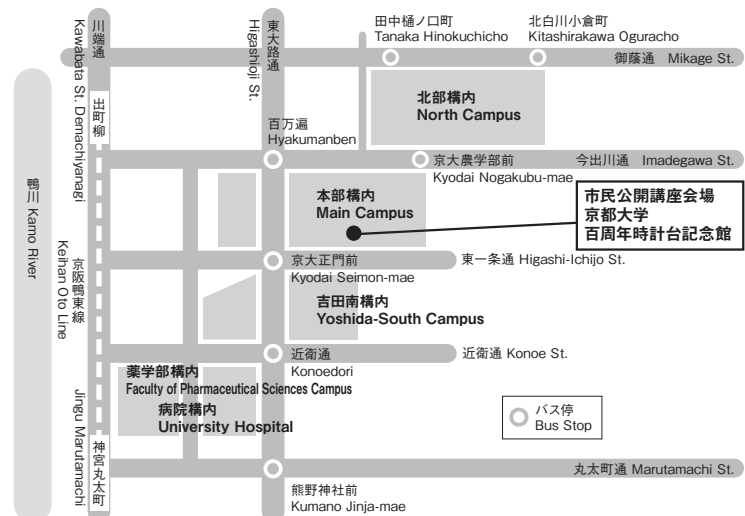 田中樋ノ口町
Tanaka Hinokuchicho
北白川小倉町
Kitashirakawa Oguracho
川端通
Kawabata St.
東大路通
Higashioji St.
御蔭通 Mikage St.
出町柳
Demachiyanagi
北部構内
North Campus
百万遍
Hyakumanben
京大農学部前
Kyodai Nogakubu-mae
今出川通 Imadegawa St.
鴨川 Kamo River
本部構内
Main Campus
市民公開講座会場
京都大学
百周年時計台記念館
京阪鴨東線
Keihan Oto Line
京大正門前
Kyodai Seimon-mae
東一条通 Higashi-Ichijo St.
吉田南構内
Yoshida-South Campus
近衛通
Konoedori
近衛通 Konoe St.
薬学部構内
Faculty of Pharmaceutical Sciences Campus
病院構内
University Hospital
バス停
Bus Stop
神宮丸太町
Jingu Marutamachi
丸太町通 Marutamachi St.
熊野神社前
Kumano Jinja-mae